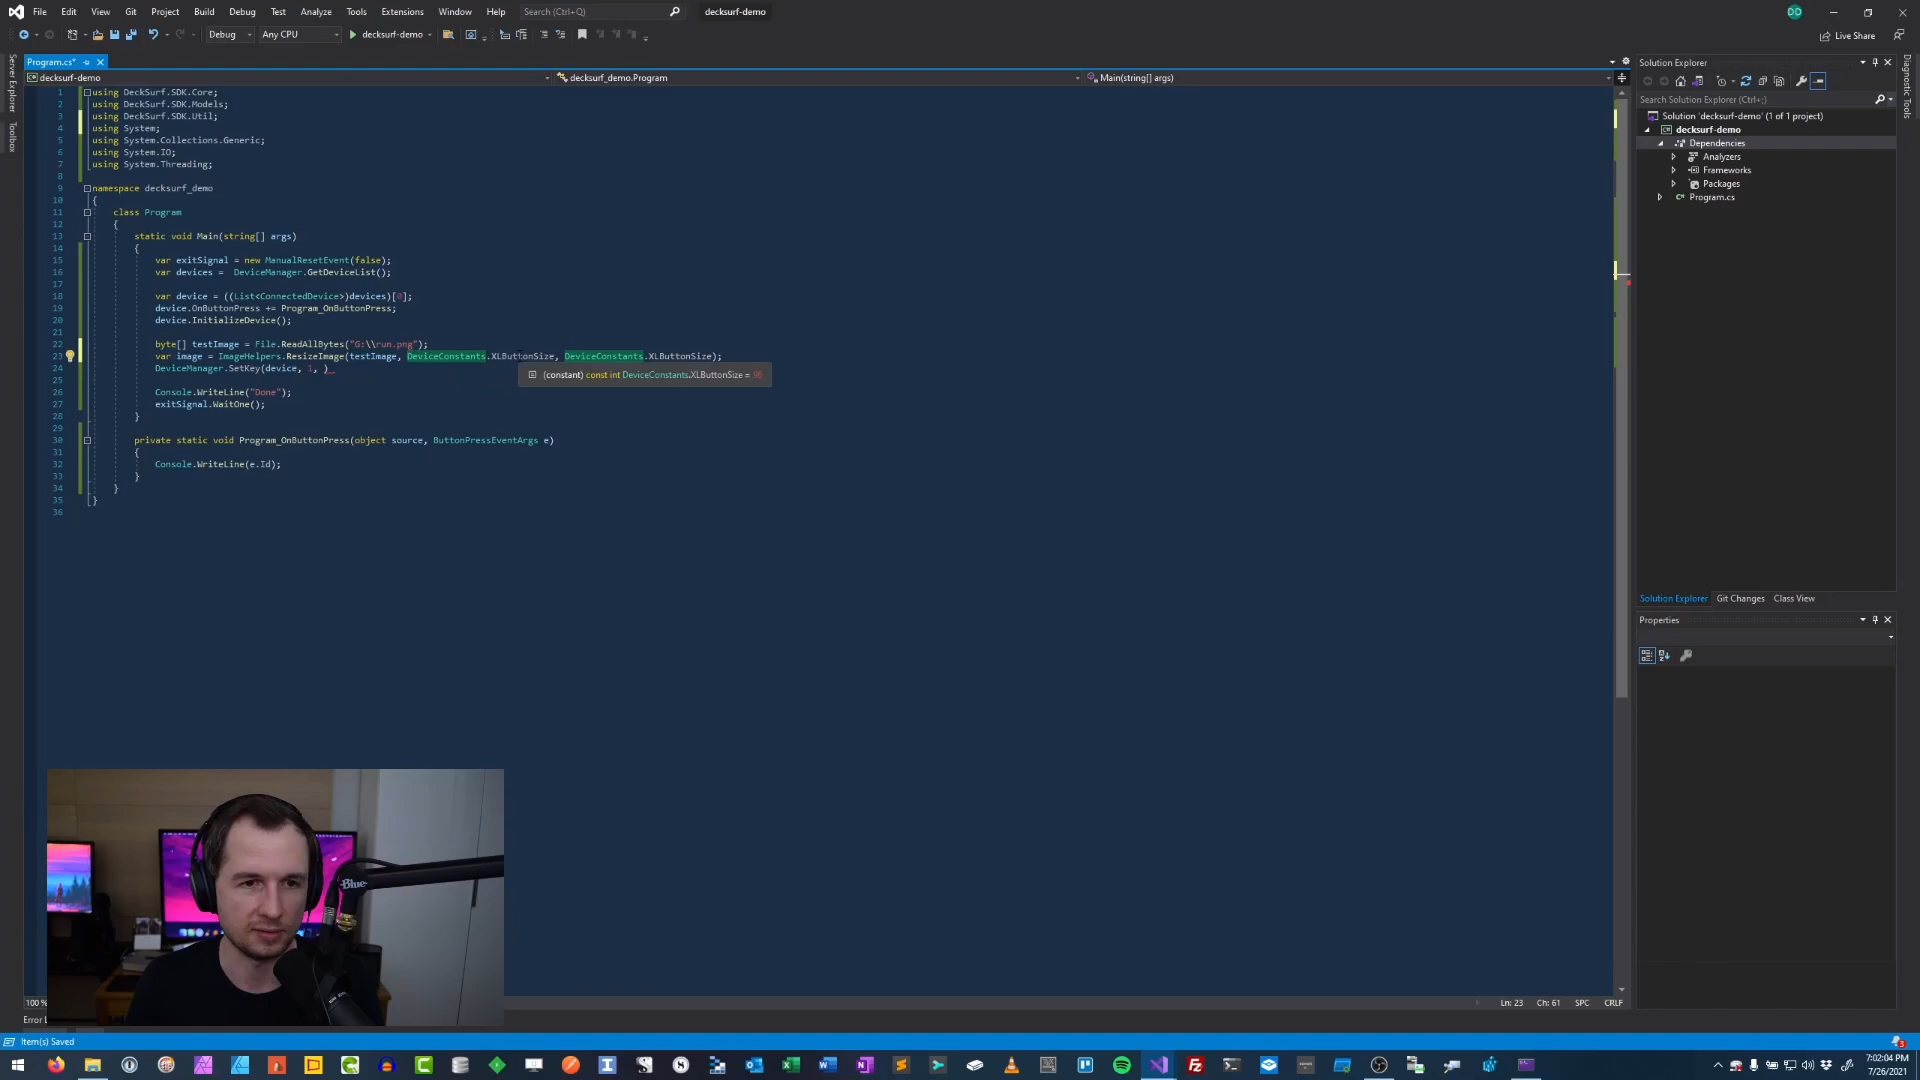 File Edit View Git Project Build Debug Test Analyze Tools Extensions Window Help Search (Ctrl+Q) decksurf-demo DD
Debug Any CPU decksurf-demo Live Share
Server Explorer
Toolbox
Program.cs*
decksurf-demo decksurf_demo.Program Main(string[] args)
1 using DeckSurf.SDK.Core;
2 using DeckSurf.SDK.Models;
3 using DeckSurf.SDK.Util;
4 using System;
5 using System.Collections.Generic;
6 using System.IO;
7 using System.Threading;
8
9 namespace decksurf_demo
10 {
11 class Program
12 {
13 static void Main(string[] args)
14 {
15 var exitSignal = new ManualResetEvent(false);
16 var devices =  DeviceManager.GetDeviceList();
17
18 var device = ((List<ConnectedDevice>)devices)[0];
19 device.OnButtonPress += Program_OnButtonPress;
20 device.InitializeDevice();
21
22 byte[] testImage = File.ReadAllBytes("G:\\run.png");
23 var image = ImageHelpers.ResizeImage(testImage, DeviceConstants.XLButtonSize, DeviceConstants.XLButtonSize);
24 DeviceManager.SetKey(device, 1, )
(constant) const int DeviceConstants.XLButtonSize = 96
25
26 Console.WriteLine("Done");
27 exitSignal.WaitOne();
28 }
29
30 private static void Program_OnButtonPress(object source, ButtonPressEventArgs e)
31 {
32 Console.WriteLine(e.Id);
33 }
34 }
35 }
36
Solution Explorer
Search Solution Explorer (Ctrl+;)
Solution 'decksurf-demo' (1 of 1 project)
decksurf-demo
Dependencies
Analyzers
Frameworks
Packages
Program.cs
Solution Explorer Git Changes Class View
Properties
Diagnostic Tools
Blue
100 %
Ln: 23 Ch: 61 SPC CRLF
Item(s) Saved
7:02:04 PM
7/26/2021